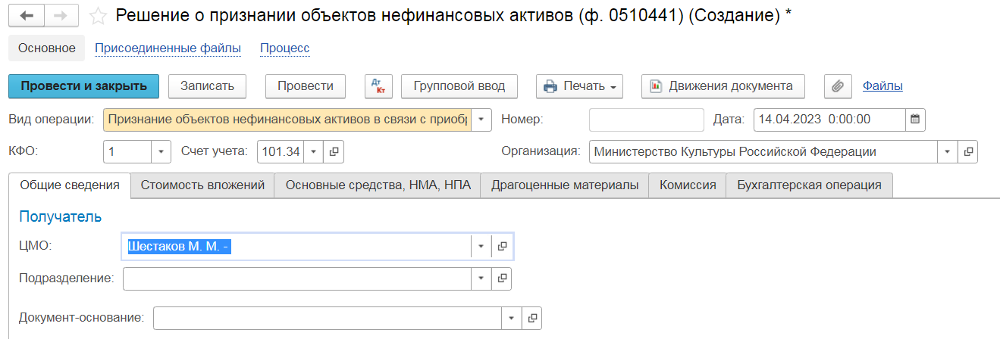 Решение о признании объектов нефинансовых активов (ф. 0510441) (Создание) *
Основное Присоединенные файлы Процесс
Провести и закрыть Записать Провести Дт Кт Групповой ввод Печать Движения документа Файлы
Вид операции: Признание объектов нефинансовых активов в связи с приобр Номер: Дата: 14.04.2023 0:00:00
КФО: 1 Счет учета: 101.34 Организация: Министерство Культуры Российской Федерации
Общие сведения Стоимость вложений Основные средства, НМА, НПА Драгоценные материалы Комиссия Бухгалтерская операция
Получатель
ЦМО: Шестаков М. М. -
Подразделение:
Документ-основание: